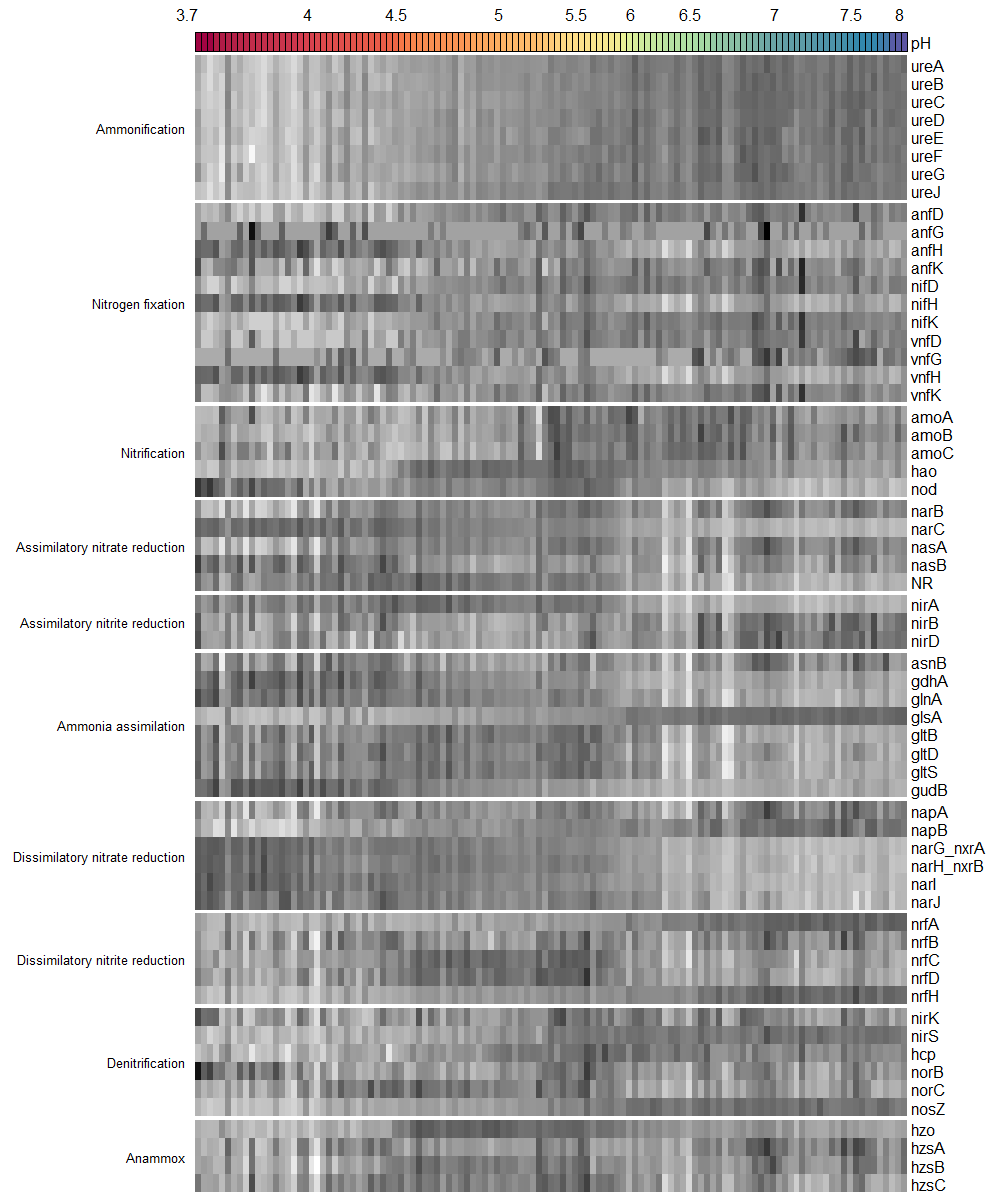 3.7 4 4.5 5 5.5 6 6.5 7 7.5 8
pH
Ammonification
ureA
ureB
ureC
ureD
ureE
ureF
ureG
ureJ
Nitrogen fixation
anfD
anfG
anfH
anfK
nifD
nifH
nifK
vnfD
vnfG
vnfH
vnfK
Nitrification
amoA
amoB
amoC
hao
nod
Assimilatory nitrate reduction
narB
narC
nasA
nasB
NR
Assimilatory nitrite reduction
nirA
nirB
nirD
Ammonia assimilation
asnB
gdhA
glnA
glsA
gltB
gltD
gltS
gudB
Dissimilatory nitrate reduction
napA
napB
narG_nxrA
narH_nxrB
narI
narJ
Dissimilatory nitrite reduction
nrfA
nrfB
nrfC
nrfD
nrfH
Denitrification
nirK
nirS
hcp
norB
norC
nosZ
Anammox
hzo
hzsA
hzsB
hzsC